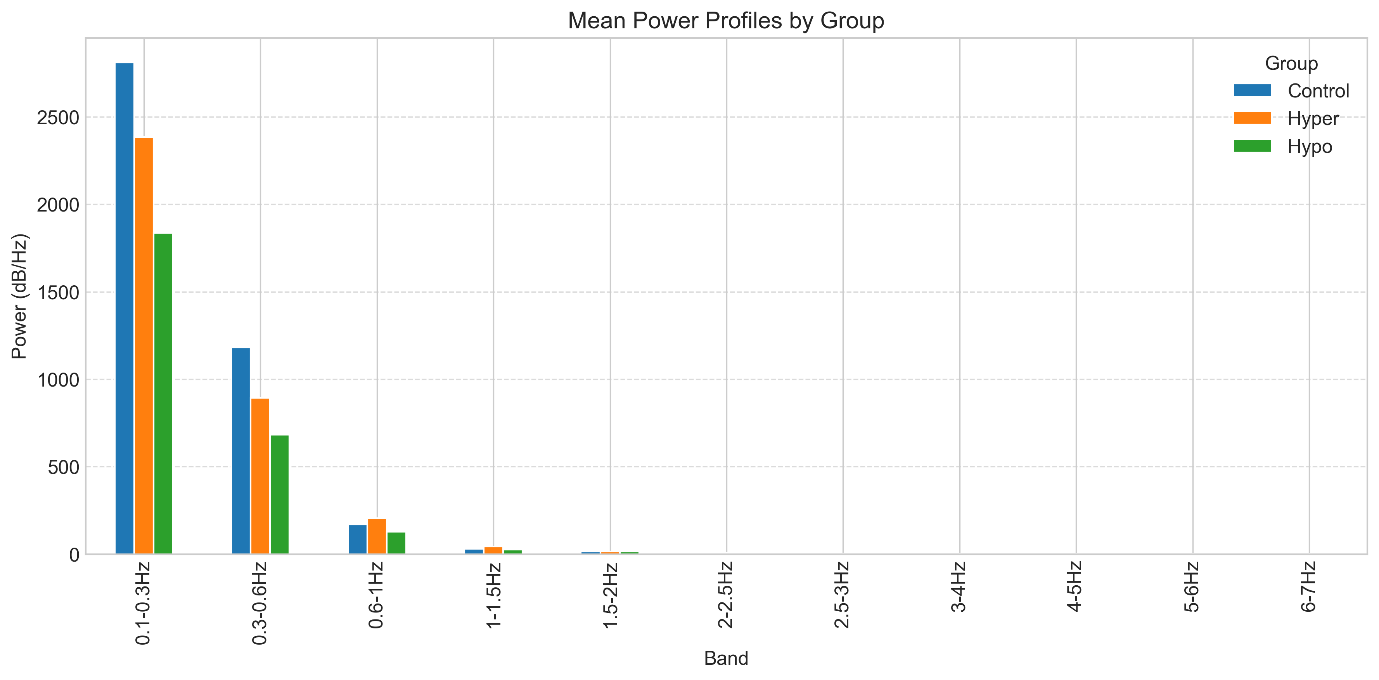 Mean Power Profiles by Group
Group
Control
Hyper
Hypo
Power (dB/Hz)
2500
2000
1500
1000
500
0
0.1-0.3Hz
0.3-0.6Hz
0.6-1Hz
1-1.5Hz
1.5-2Hz
2-2.5Hz
2.5-3Hz
3-4Hz
4-5Hz
5-6Hz
6-7Hz
Band